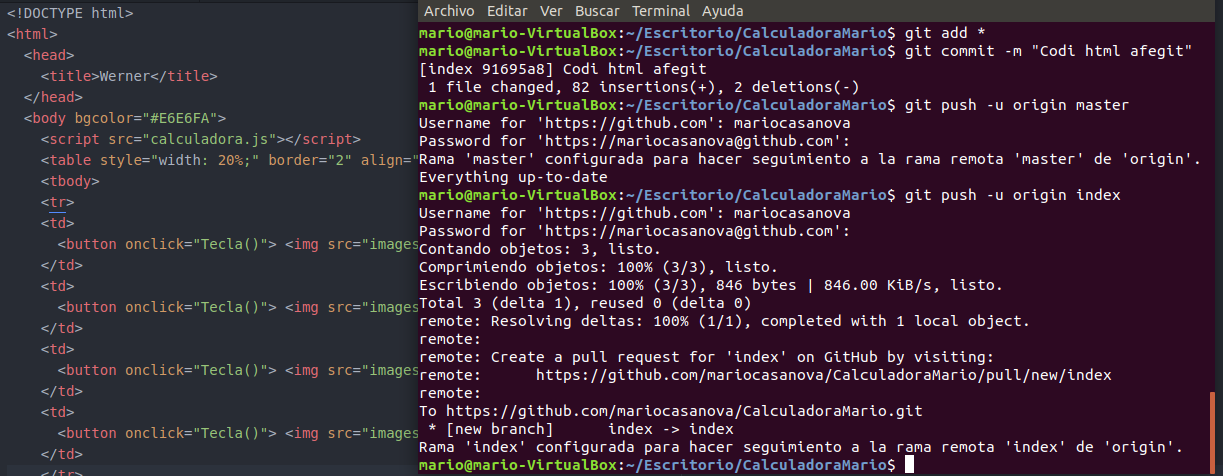 <!DOCTYPE html>
<html>
<head>
<title>Werner</title>
</head>
<body bgcolor="#E6E6FA">
<script src="calculadora.js"></script>
<table style="width: 20%;" border="2" align="
<tbody>
<tr>
<td>
<button onclick="Tecla()"> <img src="images
</td>
<td>
<button onclick="Tecla()"> <img src="images
</td>
<td>
<button onclick="Tecla()"> <img src="images
</td>
<td>
<button onclick="Tecla()"> <img src="images
</td>
</tr>
Archivo Editar Ver Buscar Terminal Ayuda
mario@mario-VirtualBox:~/Escritorio/CalculadoraMario$ git add *
mario@mario-VirtualBox:~/Escritorio/CalculadoraMario$ git commit -m "Codi html afegit"
[index 91695a8] Codi html afegit
1 file changed, 82 insertions(+), 2 deletions(-)
mario@mario-VirtualBox:~/Escritorio/CalculadoraMario$ git push -u origin master
Username for 'https://github.com': mariocasanova
Password for 'https://mariocasanova@github.com':
Rama 'master' configurada para hacer seguimiento a la rama remota 'master' de 'origin'.
Everything up-to-date
mario@mario-VirtualBox:~/Escritorio/CalculadoraMario$ git push -u origin index
Username for 'https://github.com': mariocasanova
Password for 'https://mariocasanova@github.com':
Contando objetos: 3, listo.
Comprimiendo objetos: 100% (3/3), listo.
Escribiendo objetos: 100% (3/3), 846 bytes | 846.00 KiB/s, listo.
Total 3 (delta 1), reused 0 (delta 0)
remote: Resolving deltas: 100% (1/1), completed with 1 local object.
remote:
remote: Create a pull request for 'index' on GitHub by visiting:
remote:      https://github.com/mariocasanova/CalculadoraMario/pull/new/index
remote:
To https://github.com/mariocasanova/CalculadoraMario.git
* [new branch]      index -> index
Rama 'index' configurada para hacer seguimiento a la rama remota 'index' de 'origin'.
mario@mario-VirtualBox:~/Escritorio/CalculadoraMario$